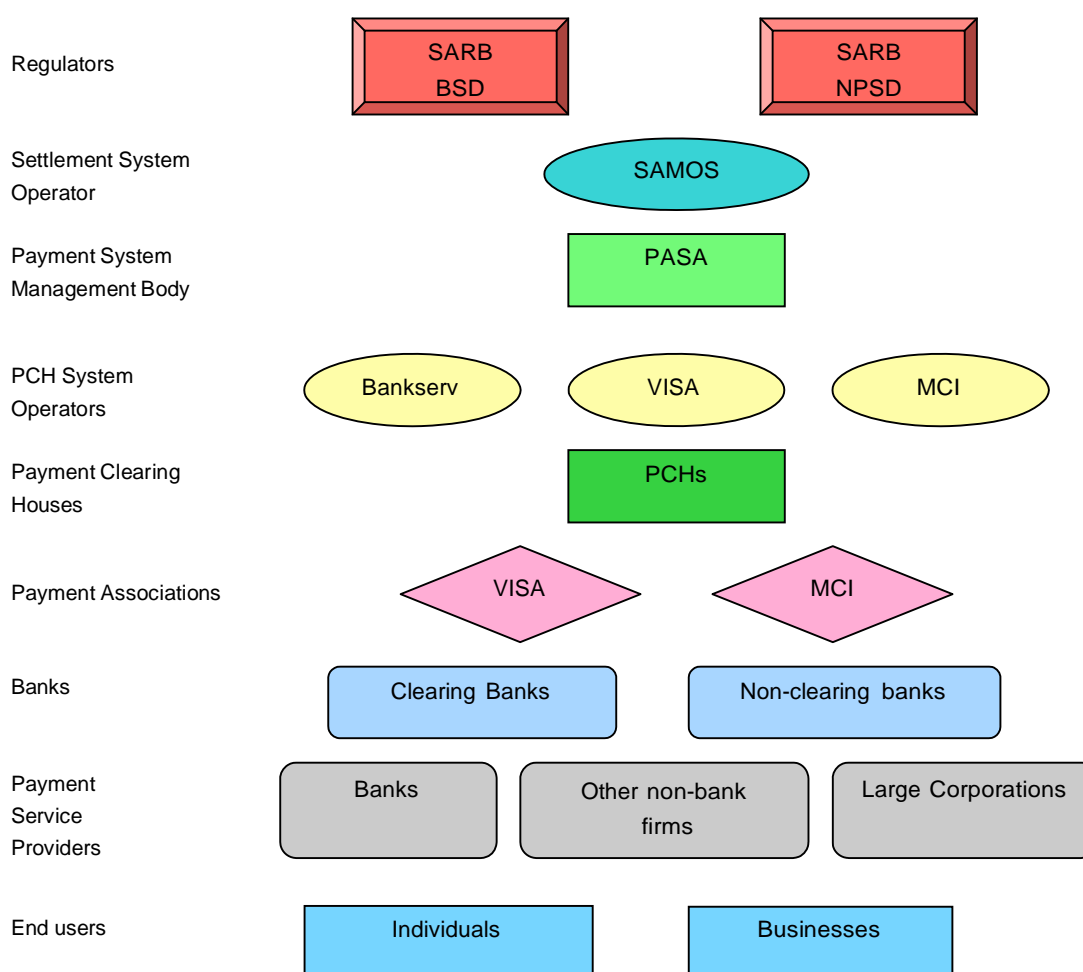 Regulators
SARB
BSD
SARB
NPSD
Settlement System
Operator
SAMOS
Payment System
Management Body
PASA
PCH System
Operators
Bankserv
VISA
MCI
Payment Clearing
Houses
PCHs
Payment Associations
VISA
MCI
Banks
Clearing Banks
Non-clearing banks
Payment
Service
Providers
Banks
Other non-bank
firms
Large Corporations
End users
Individuals
Businesses